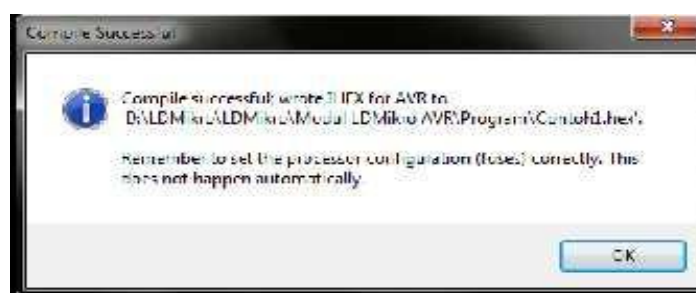 Compile Successful
Compile successful; wrote IHEX for AVR to
'D:\LDMikro\LDMikro\Modul LDMikro AVR\Program\Contoh1.hex'.
Remember to set the processor configuration (fuses) correctly. This
does not happen automatically.
OK